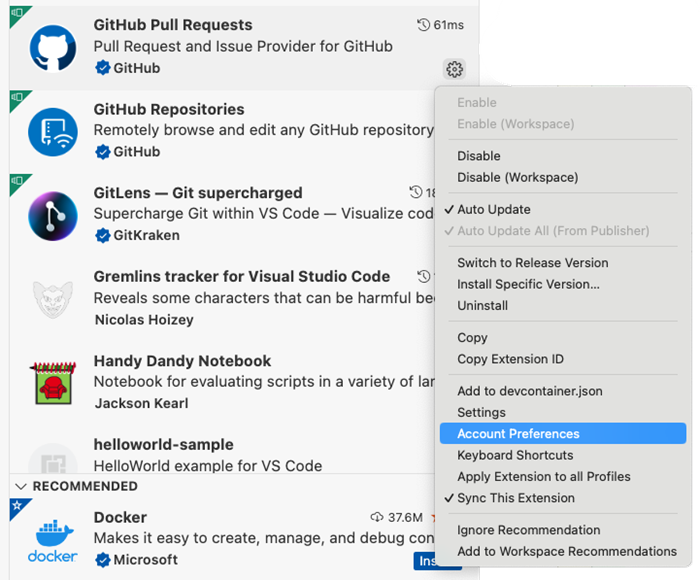 GitHub Pull Requests
61ms
Pull Request and Issue Provider for GitHub
GitHub
GitHub Repositories
Remotely browse and edit any GitHub repository
GitHub
GitLens — Git supercharged
Supercharge Git within VS Code — Visualize cod
GitKraken
Gremlins tracker for Visual Studio Code
Reveals some characters that can be harmful be
Nicolas Hoizey
Handy Dandy Notebook
Notebook for evaluating scripts in a variety of lan
Jackson Kearl
helloworld-sample
HelloWorld example for VS Code
RECOMMENDED
Docker
37.6M
Makes it easy to create, manage, and debug con
docker
Microsoft
Ins
Enable
Enable (Workspace)
Disable
Disable (Workspace)
Auto Update
Auto Update All (From Publisher)
Switch to Release Version
Install Specific Version...
Uninstall
Copy
Copy Extension ID
Add to devcontainer.json
Settings
Account Preferences
Keyboard Shortcuts
Apply Extension to all Profiles
Sync This Extension
Ignore Recommendation
Add to Workspace Recommendations